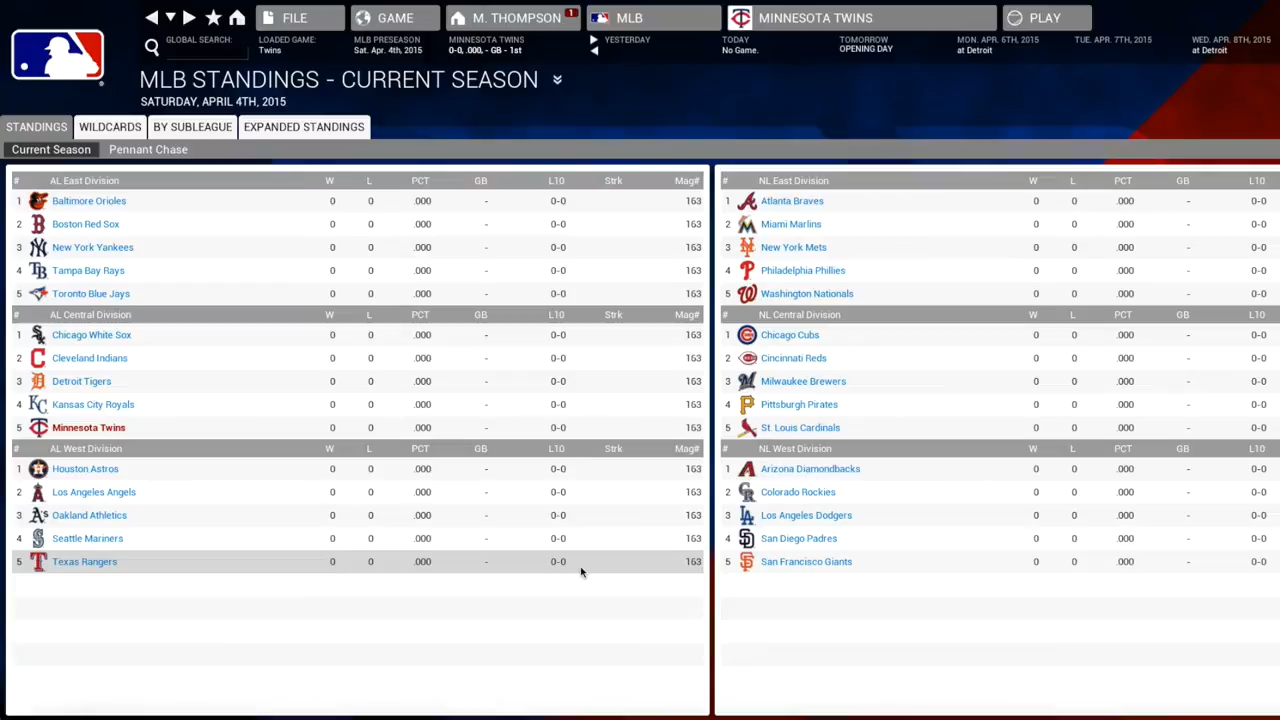 FILE GAME M. THOMPSON 1 MLB MINNESOTA TWINS PLAY
GLOBAL SEARCH: LOADED GAME: MLB PRESEASON MINNESOTA TWINS YESTERDAY TODAY TOMORROW MON. APR. 6TH, 2015 TUE. APR. 7TH, 2015 WED. APR. 8TH, 2015
Twins Sat. Apr. 4th, 2015 0-0, .000, - GB - 1st No Game. OPENING DAY at Detroit at Detroit
MLB STANDINGS - CURRENT SEASON
SATURDAY, APRIL 4TH, 2015
STANDINGS WILDCARDS BY SUBLEAGUE EXPANDED STANDINGS
Current Season Pennant Chase
# AL East Division W L PCT GB L10 Strk Mag#
1 Baltimore Orioles 0 0 .000 - 0-0 163
2 Boston Red Sox 0 0 .000 - 0-0 163
3 New York Yankees 0 0 .000 - 0-0 163
4 Tampa Bay Rays 0 0 .000 - 0-0 163
5 Toronto Blue Jays 0 0 .000 - 0-0 163
# AL Central Division W L PCT GB L10 Strk Mag#
1 Chicago White Sox 0 0 .000 - 0-0 163
2 Cleveland Indians 0 0 .000 - 0-0 163
3 Detroit Tigers 0 0 .000 - 0-0 163
4 Kansas City Royals 0 0 .000 - 0-0 163
5 Minnesota Twins 0 0 .000 - 0-0 163
# AL West Division W L PCT GB L10 Strk Mag#
1 Houston Astros 0 0 .000 - 0-0 163
2 Los Angeles Angels 0 0 .000 - 0-0 163
3 Oakland Athletics 0 0 .000 - 0-0 163
4 Seattle Mariners 0 0 .000 - 0-0 163
5 Texas Rangers 0 0 .000 - 0-0 163
# NL East Division W L PCT GB L10
1 Atlanta Braves 0 0 .000 - 0-0
2 Miami Marlins 0 0 .000 - 0-0
3 New York Mets 0 0 .000 - 0-0
4 Philadelphia Phillies 0 0 .000 - 0-0
5 Washington Nationals 0 0 .000 - 0-0
# NL Central Division W L PCT GB L10
1 Chicago Cubs 0 0 .000 - 0-0
2 Cincinnati Reds 0 0 .000 - 0-0
3 Milwaukee Brewers 0 0 .000 - 0-0
4 Pittsburgh Pirates 0 0 .000 - 0-0
5 St. Louis Cardinals 0 0 .000 - 0-0
# NL West Division W L PCT GB L10
1 Arizona Diamondbacks 0 0 .000 - 0-0
2 Colorado Rockies 0 0 .000 - 0-0
3 Los Angeles Dodgers 0 0 .000 - 0-0
4 San Diego Padres 0 0 .000 - 0-0
5 San Francisco Giants 0 0 .000 - 0-0